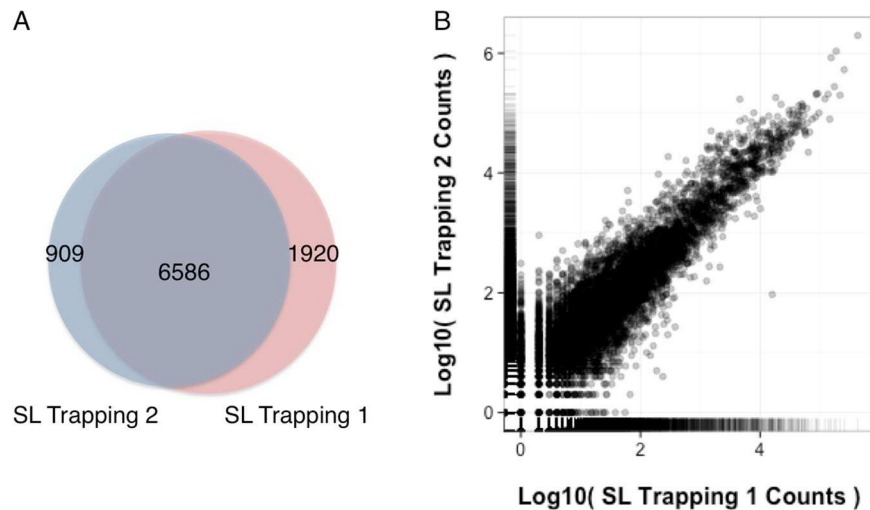 A
909
6586
1920
SL Trapping 2
SL Trapping 1
B
Log10( SL Trapping 2 Counts )
6
4
2
0
0
2
4
Log10( SL Trapping 1 Counts )